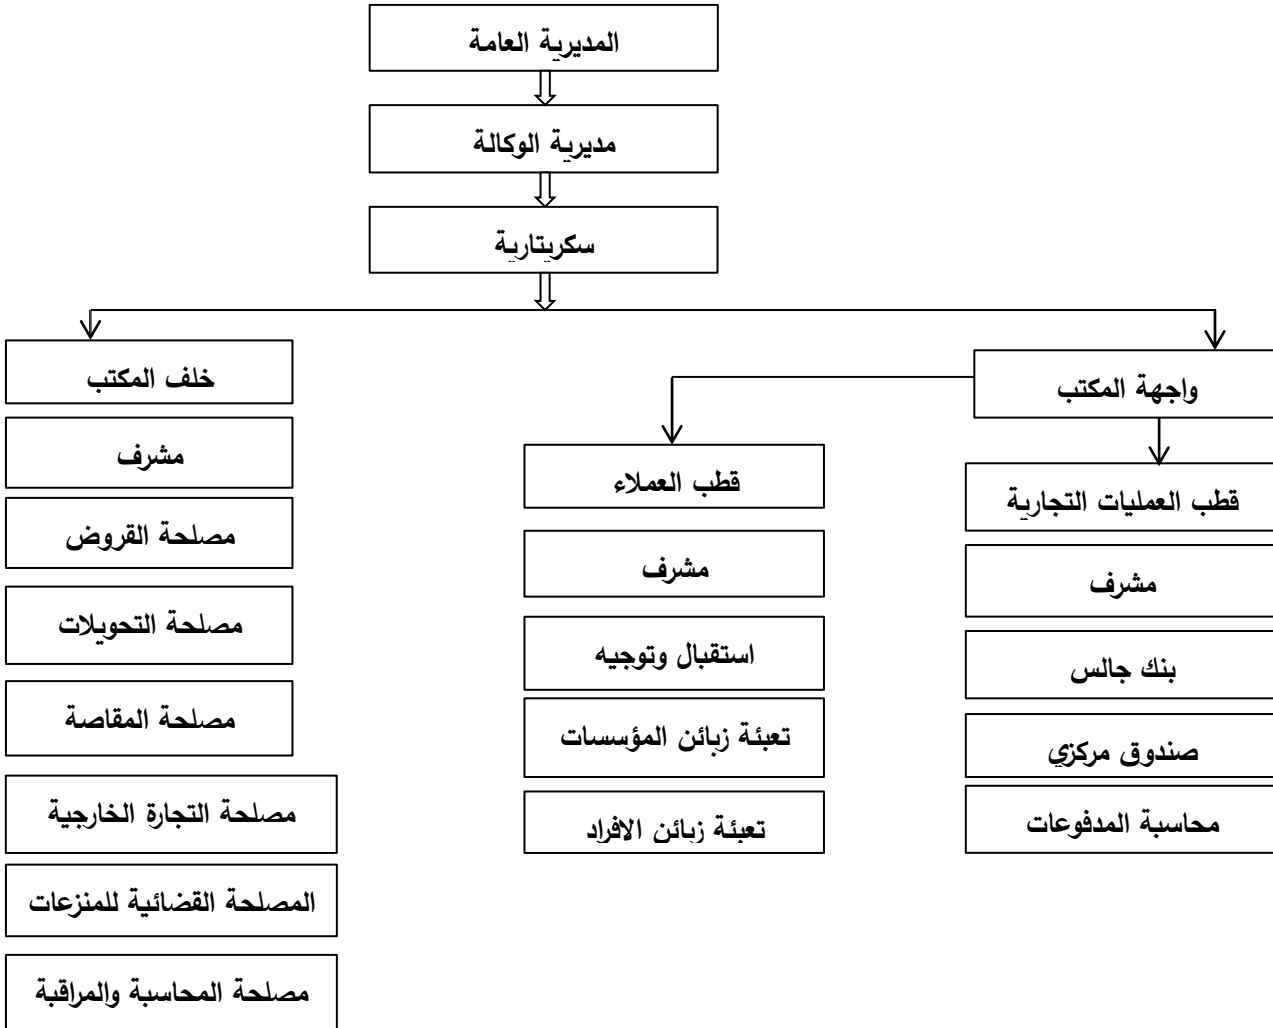 المديرية العامة
مديرية الوكالة
سكريتارية
واجهة المكتب
خلف المكتب
قطب العمليات التجارية
مشرف
بنك جالس
صندوق مركزي
محاسبة المدفوعات
قطب العملاء
مشرف
استقبال وتوجيه
تعبئة زبائن المؤسسات
تعبئة زبائن الافراد
مشرف
مصلحة القروض
مصلحة التحويلات
مصلحة المقاصة
مصلحة التجارة الخارجية
المصلحة القضائية للمنزعات
مصلحة المحاسبة والمراقبة